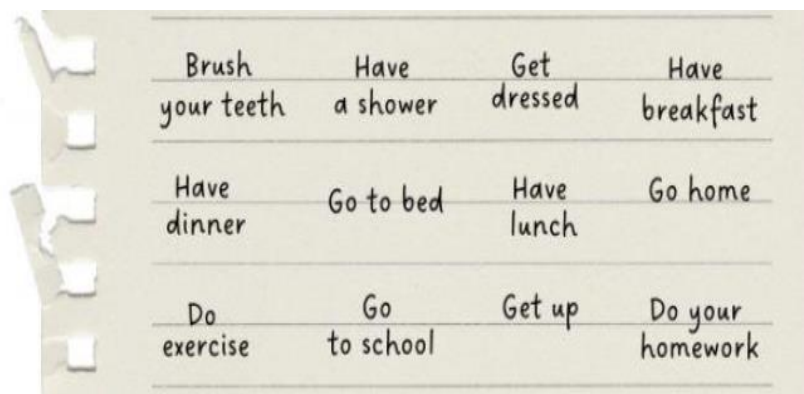 Brush Have Get Have
your teeth a shower dressed breakfast
Have Go to bed Have Go home
dinner lunch
Do Go Get up Do your
exercise to school homework